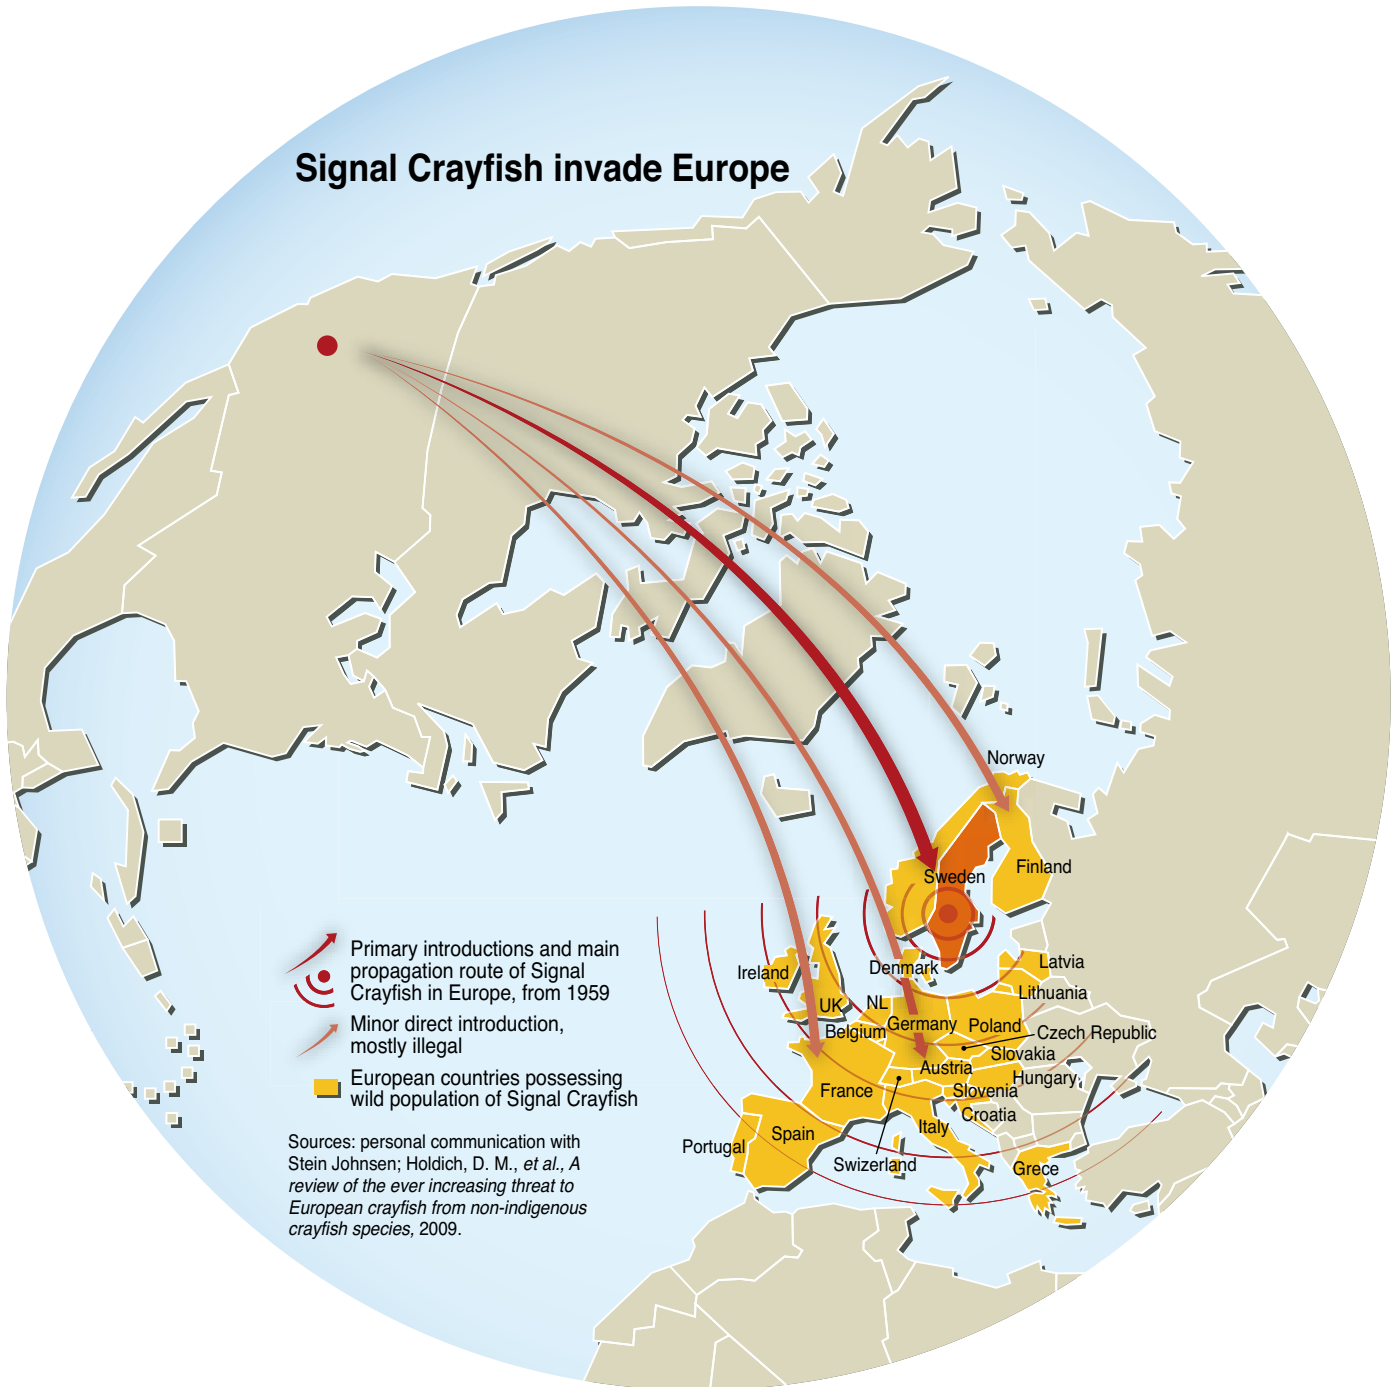 Signal Crayfish invade Europe
Norway
Finland
Sweden
Primary introductions and main
propagation route of Signal
Crayfish in Europe, from 1959
Minor direct introduction,
mostly illegal
European countries possessing
wild population of Signal Crayfish
Sources: personal communication with
Stein Johnsen; Holdich, D. M., et al., A
review of the ever increasing threat to
European crayfish from non-indigenous
crayfish species, 2009.
Ireland
Denmark
Latvia
Lithuania
UK
NL
Belgium
Germany
Poland
Czech Republic
Slovakia
Austria
Hungary
France
Slovenia
Croatia
Italy
Spain
Portugal
Swizerland
Grece